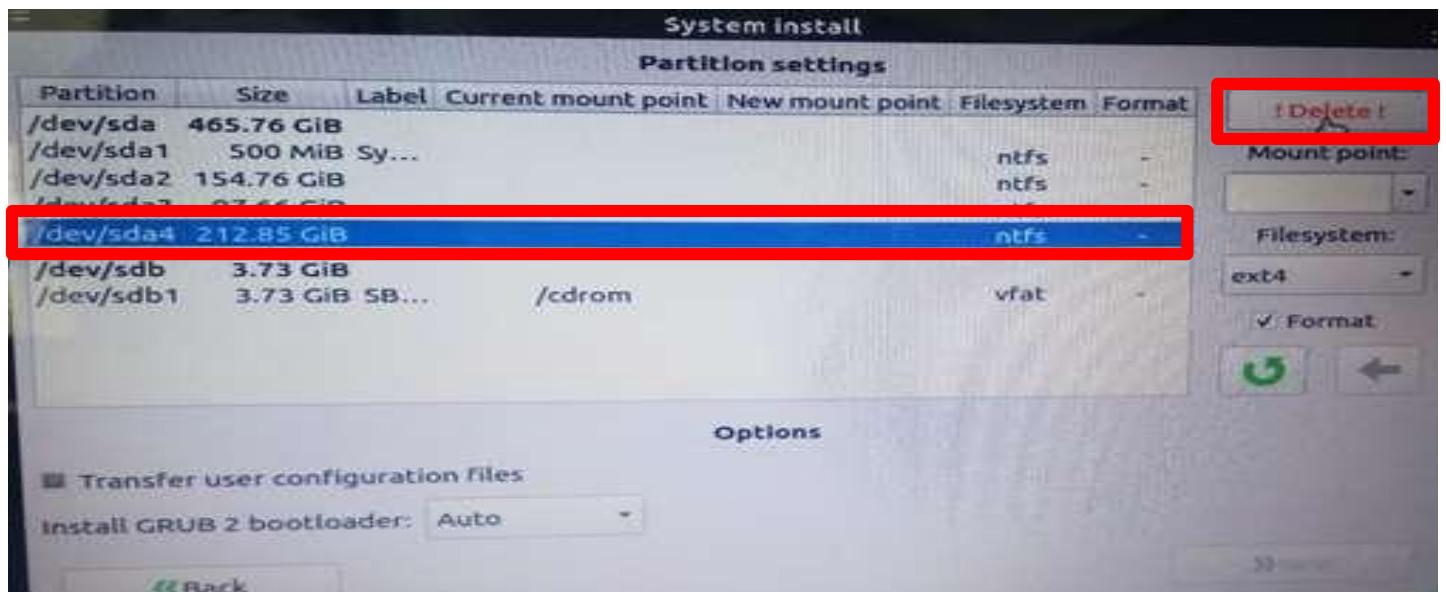 System install
Partition settings
Partition Size Label Current mount point New mount point Filesystem Format
/dev/sda 465.76 GiB
/dev/sda1 500 MiB Sy... ntfs -
/dev/sda2 154.76 GiB ntfs -
/dev/sda4 212.85 GiB ntfs -
/dev/sdb 3.73 GiB
/dev/sdb1 3.73 GiB SB... /cdrom vfat -
! Delete !
Mount point:
Filesystem:
ext4
Format
Options
Transfer user configuration files
Install GRUB 2 bootloader: Auto
Back